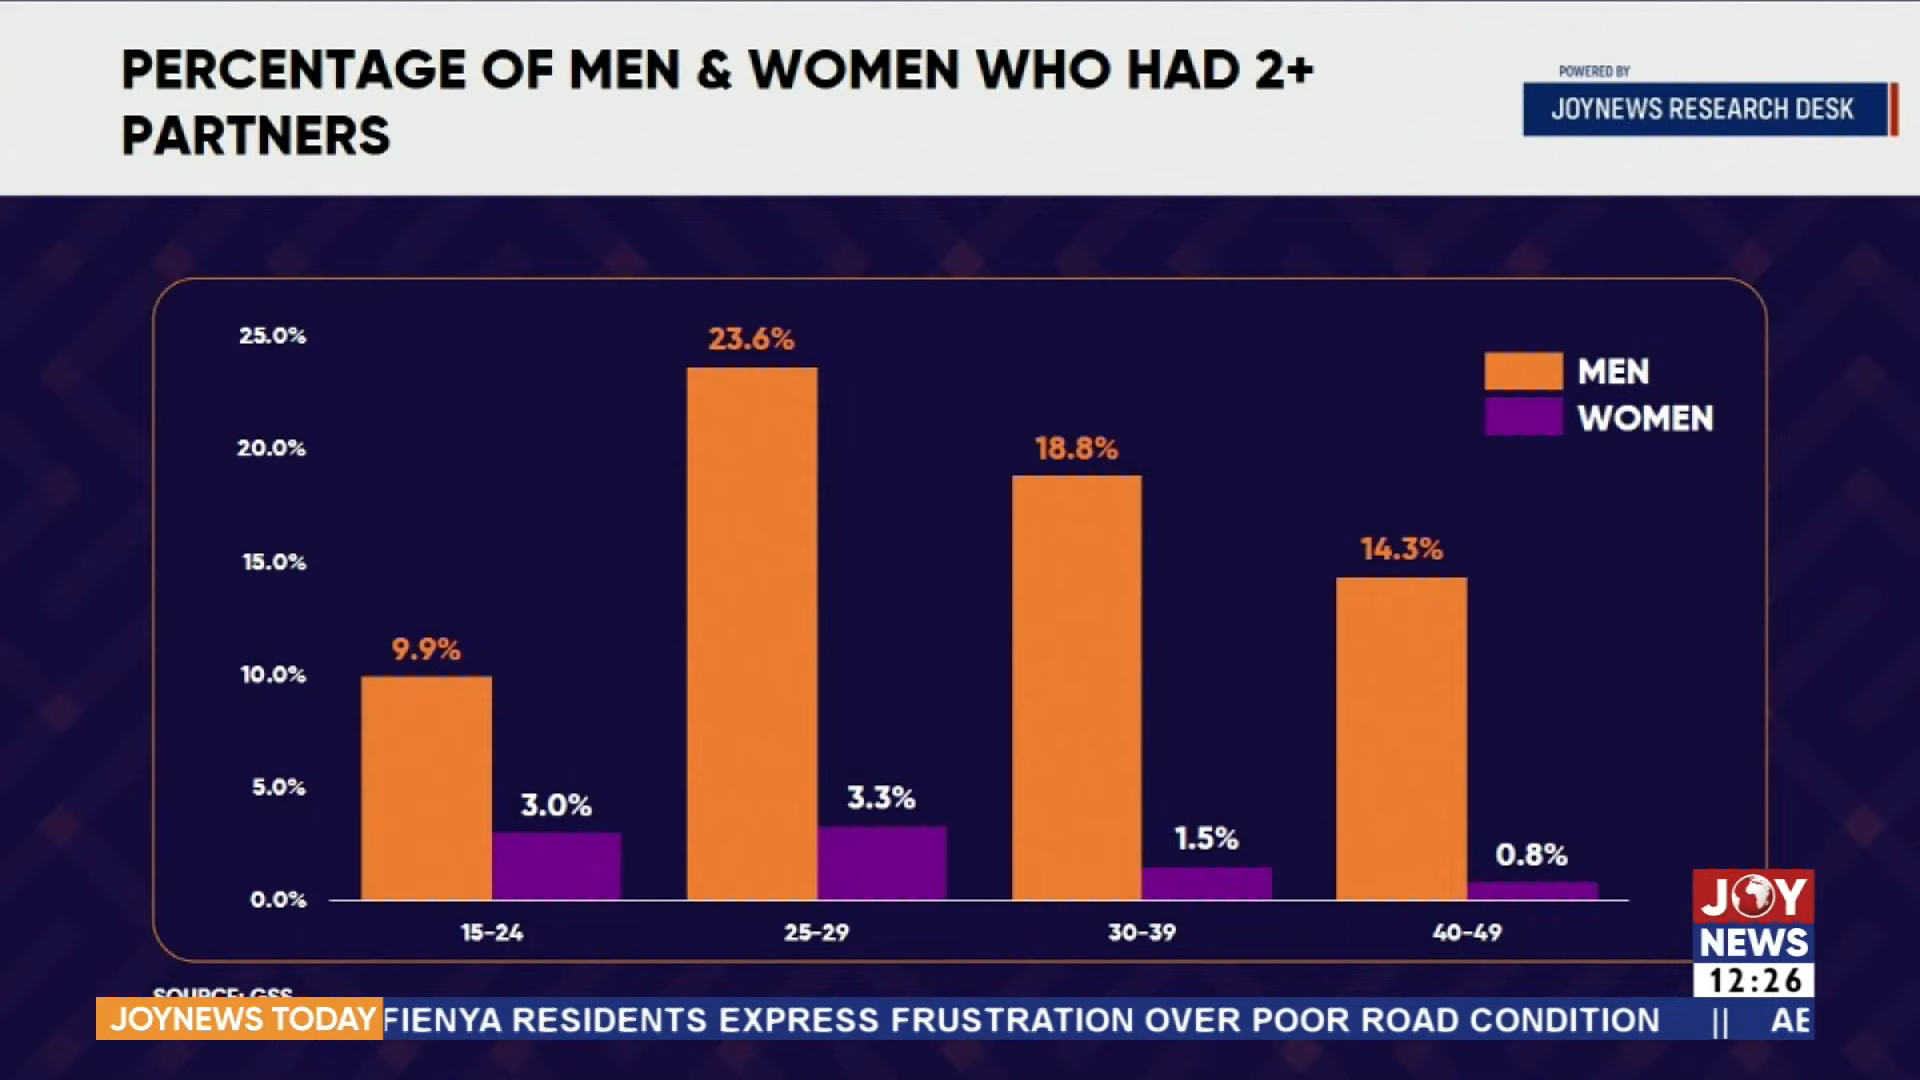 PERCENTAGE OF MEN & WOMEN WHO HAD 2+
PARTNERS
POWERED BY
JOYNEWS RESEARCH DESK
25.0%
20.0%
15.0%
10.0%
5.0%
0.0%
9.9%
3.0%
23.6%
3.3%
18.8%
1.5%
14.3%
0.8%
MEN
WOMEN
15-24
25-29
30-39
40-49
SOURCE: GSS
JOY
NEWS
12:26
JOYNEWS TODAY
FIENYA RESIDENTS EXPRESS FRUSTRATION OVER POOR ROAD CONDITION || AE